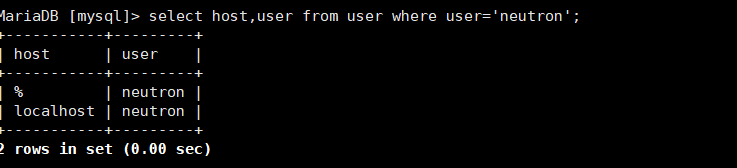 MariaDB [mysql]> select host,user from user where user='neutron';
+-----------+---------+
| host      | user    |
+-----------+---------+
| %         | neutron |
| localhost | neutron |
+-----------+---------+
2 rows in set (0.00 sec)